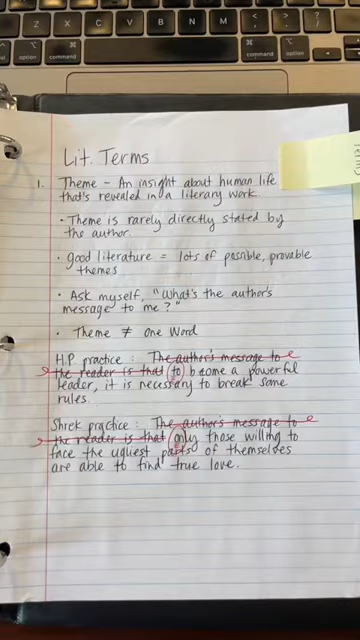 Z X C V B N M < > ?
, . /
option command command option
Lit. Terms
1. Theme - An insight about human life
that's revealed in a literary work.
• Theme is rarely directly stated by
the author.
• good literature = lots of possible, provable
themes
• Ask myself, "What's the author's
message to me?"
• Theme ≠ one Word
H.P practice: The author's message to
the reader is that to become a powerful
leader, it is necessary to break some
rules.
Shrek practice: The author's message to
the reader is that only those willing to
face the ugliest parts of themselves
are able to find true love.